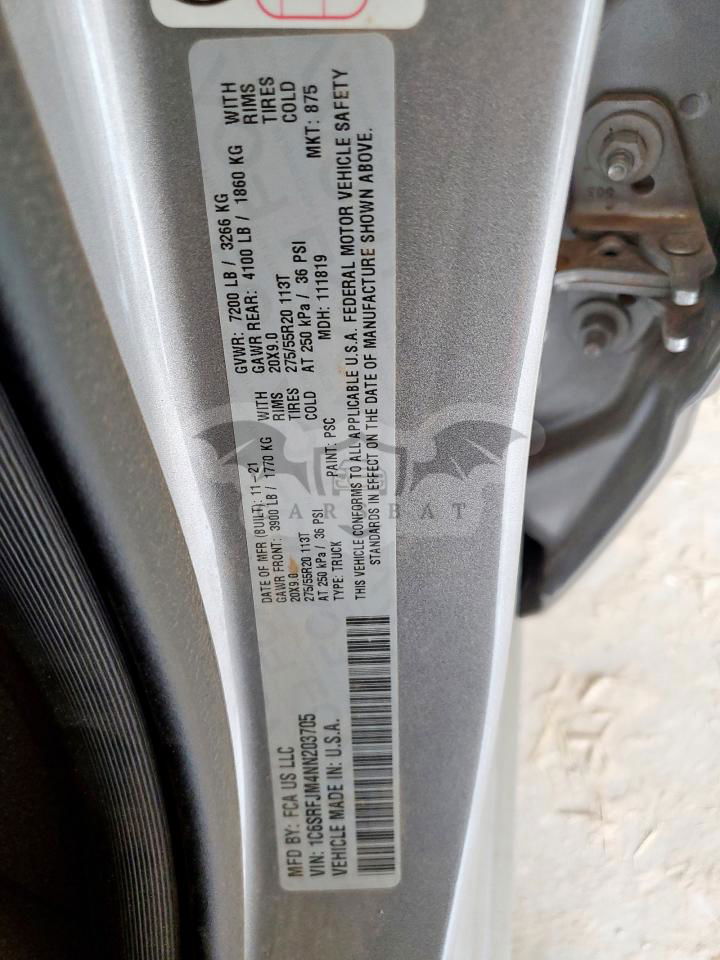 MFD BY: FCA US LLC
VIN: 1C6SRFJM4NN203705
VEHICLE MADE IN: U.S.A.
DATE OF MFR (BUILT): 11-21
GAWR FRONT: 3900 LB / 1770 KG WITH
20X9.0 RIMS
275/55R20 113T TIRES
AT 250 kPa / 36 PSI COLD
TYPE: TRUCK PAINT: PSC
GVWR: 7200 LB / 3266 KG
GAWR REAR: 4100 LB / 1860 KG WITH
20X9.0 RIMS
275/55R20 113T TIRES
AT 250 kPa / 36 PSI COLD
MDH: 111819 MKT: 875
THIS VEHICLE CONFORMS TO ALL APPLICABLE U.S.A. FEDERAL MOTOR VEHICLE SAFETY
STANDARDS IN EFFECT ON THE DATE OF MANUFACTURE SHOWN ABOVE.
CARSBAT